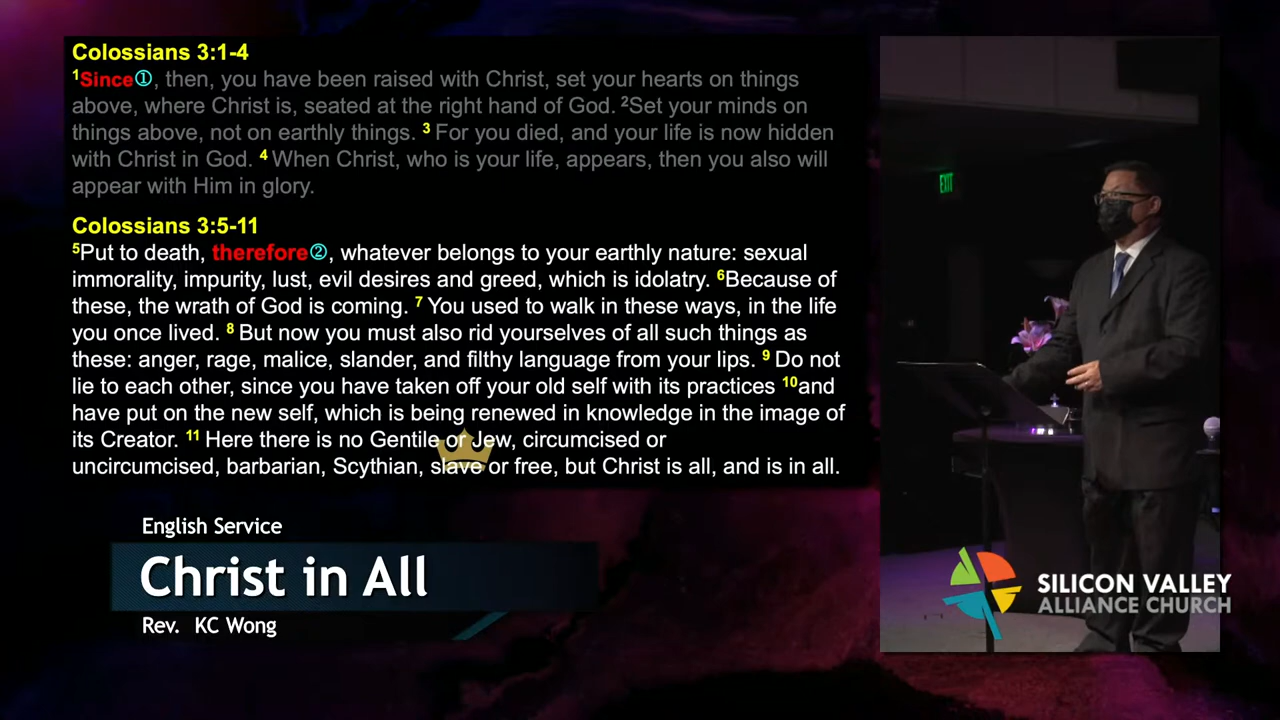 Colossians 3:1-4
1Since①, then, you have been raised with Christ, set your hearts on things
above, where Christ is, seated at the right hand of God. 2Set your minds on
things above, not on earthly things. 3 For you died, and your life is now hidden
with Christ in God. 4 When Christ, who is your life, appears, then you also will
appear with Him in glory.
Colossians 3:5-11
5Put to death, therefore②, whatever belongs to your earthly nature: sexual
immorality, impurity, lust, evil desires and greed, which is idolatry. 6Because of
these, the wrath of God is coming. 7 You used to walk in these ways, in the life
you once lived. 8 But now you must also rid yourselves of all such things as
these: anger, rage, malice, slander, and filthy language from your lips. 9 Do not
lie to each other, since you have taken off your old self with its practices 10and
have put on the new self, which is being renewed in knowledge in the image of
its Creator. 11 Here there is no Gentile or Jew, circumcised or
uncircumcised, barbarian, Scythian, slave or free, but Christ is all, and is in all.
English Service
Christ in All
Rev. KC Wong
EXIT
SILICON VALLEY
ALLIANCE CHURCH